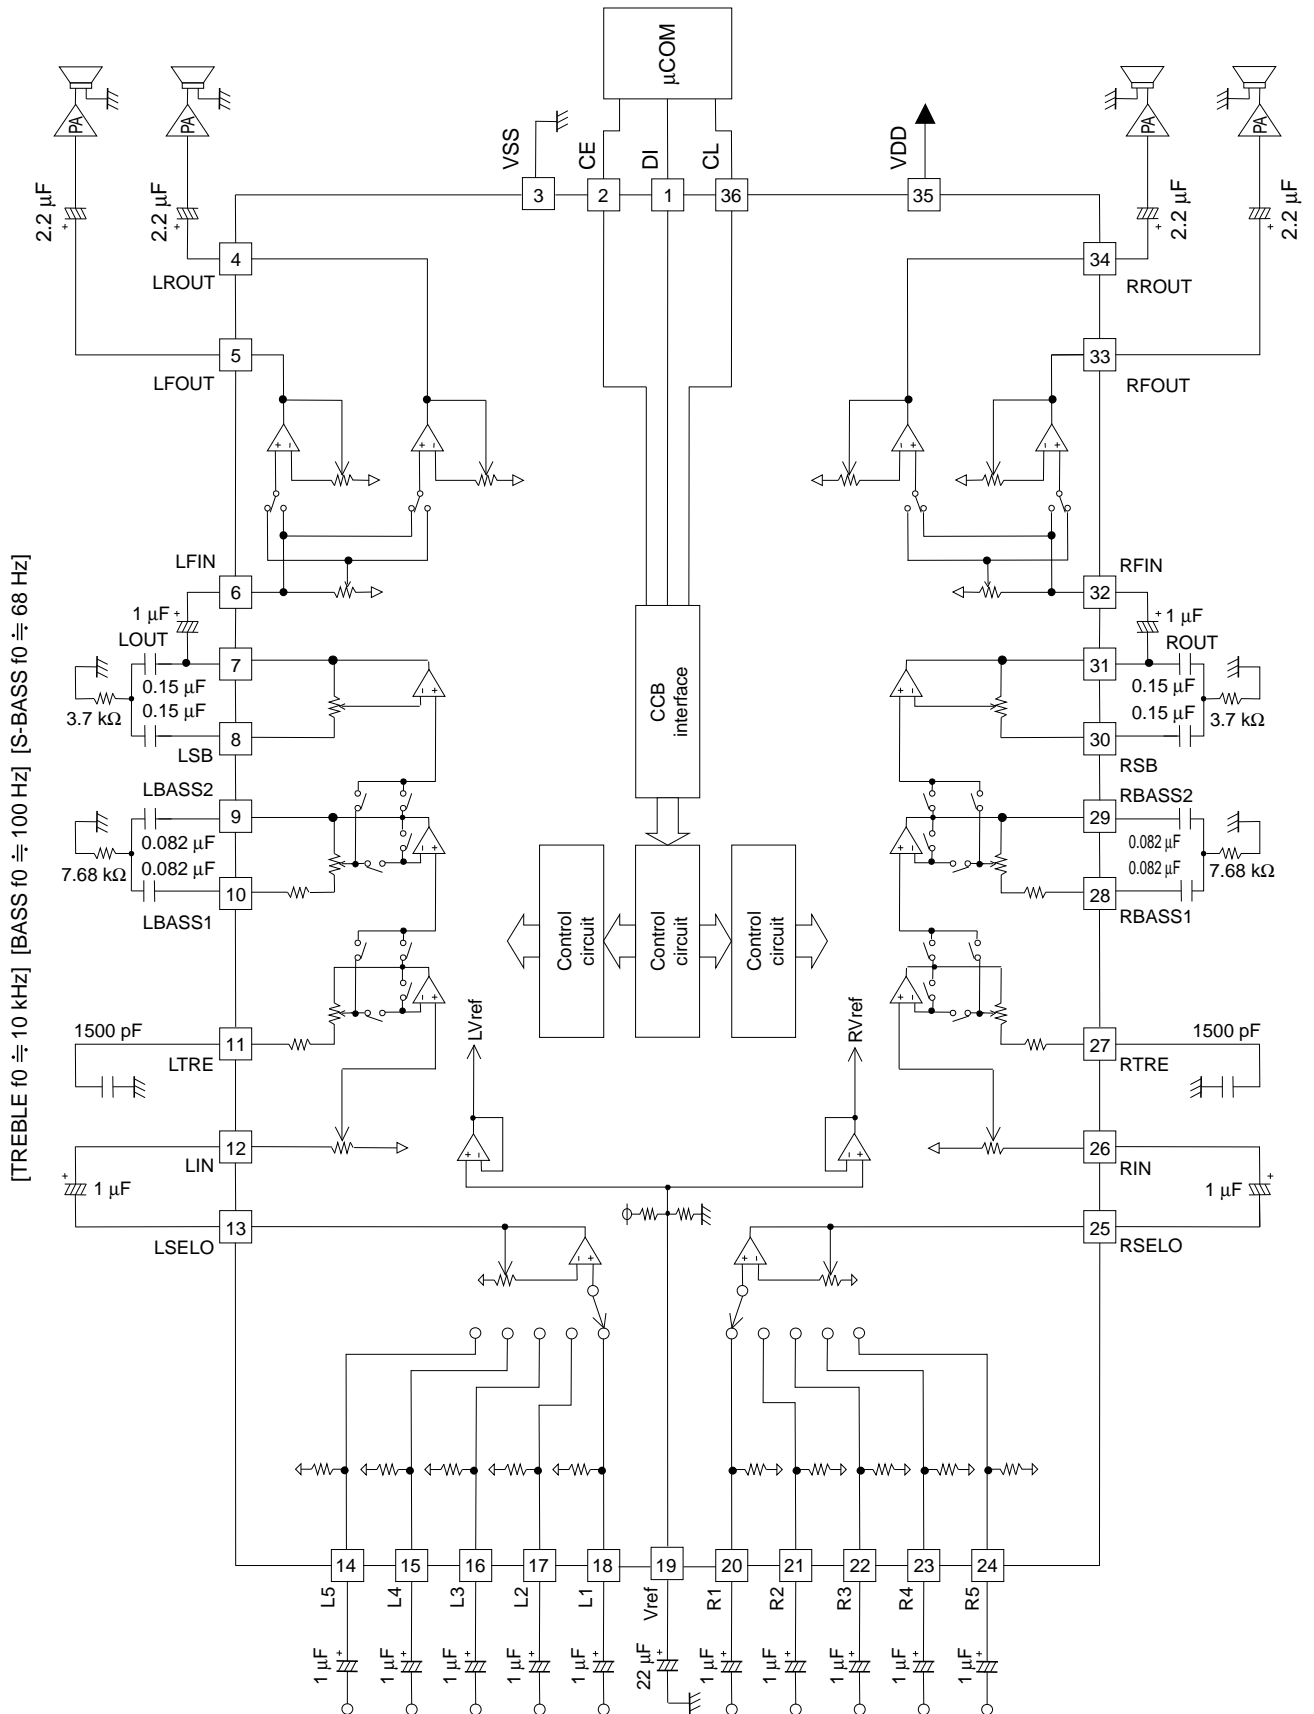 μCOM
PA
PA
PA
PA
VSS
CE
DI
CL
VDD
2.2 μF
+
2.2 μF
+
3
2
1
36
35
+
2.2 μF
+
2.2 μF
4
LROUT
34
RROUT
5
LFOUT
33
RFOUT
LFIN
6
RFIN
32
1 μF
+
LOUT
7
0.15 μF
0.15 μF
3.7 kΩ
8
LSB
+
1 μF
ROUT
31
0.15 μF
0.15 μF
3.7 kΩ
30
RSB
CCB
interface
LBASS2
9
0.082 μF
0.082 μF
7.68 kΩ
10
LBASS1
RBASS2
29
0.082 μF
0.082 μF
7.68 kΩ
28
RBASS1
Control
circuit
Control
circuit
Control
circuit
[TREBLE f0 ≒ 10 kHz] [BASS f0 ≒ 100 Hz] [S-BASS f0 ≒ 68 Hz]
1500 pF
11
LTRE
LVref
RVref
27
1500 pF
RTRE
12
LIN
26
RIN
+
1 μF
1 μF
+
13
LSELO
25
RSELO
14
15
16
17
18
19
20
21
22
23
24
L5
L4
L3
L2
L1
Vref
R1
R2
R3
R4
R5
1 μF
+
1 μF
+
1 μF
+
1 μF
+
1 μF
+
22 μF
+
1 μF
+
1 μF
+
1 μF
+
1 μF
+
1 μF
+